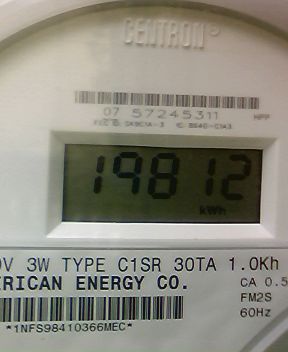 CENTRON®
07 57245311
HPP
19812
kWh
V 3W TYPE C1SR 30TA 1.0Kh
ERICAN ENERGY CO.
CA 0.5
FM2S
60Hz
*1NFS98410366MEC*